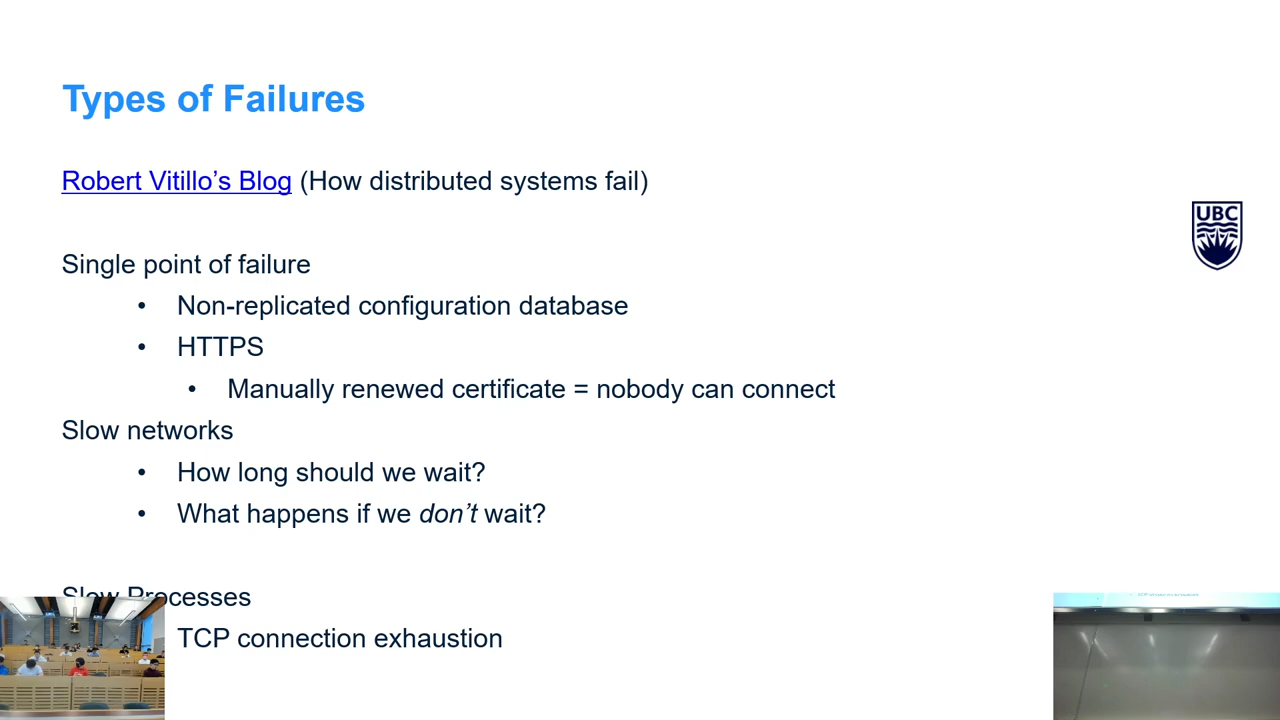 Types of Failures
Robert Vitillo’s Blog (How distributed systems fail)
UBC
Single point of failure
• Non-replicated configuration database
• HTTPS
• Manually renewed certificate = nobody can connect
Slow networks
• How long should we wait?
• What happens if we don’t wait?
Slow Processes
TCP connection exhaustion